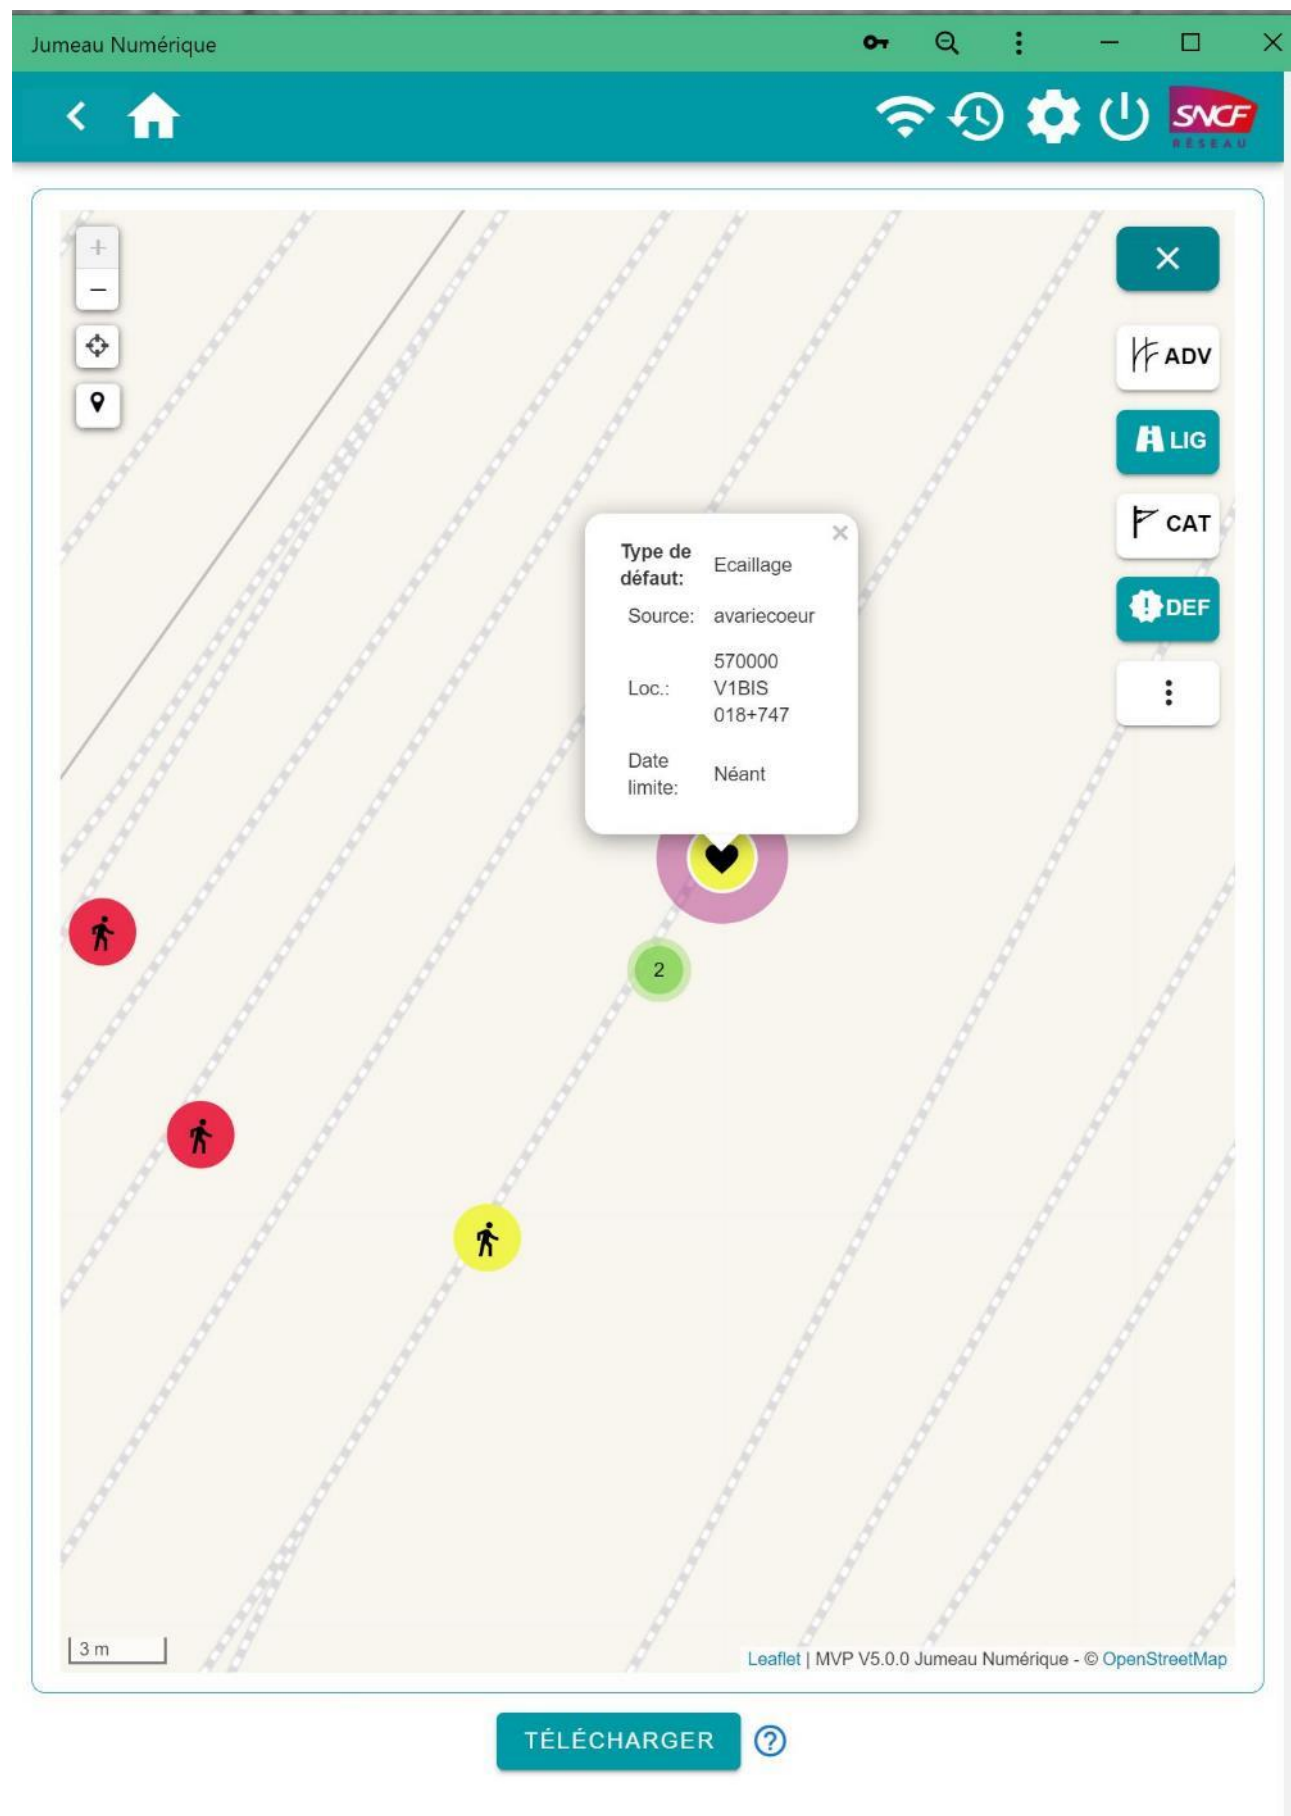 Jumeau Numérique
SNCF
RÉSEAU
+
−
ADV
LIG
CAT
DEF
Type de
défaut:
Ecaillage
Source:
avariecoeur
Loc.:
570000
V1BIS
018+747
Date
limite:
Néant
2
3 m
Leaflet | MVP V5.0.0 Jumeau Numérique - © OpenStreetMap
TÉLÉCHARGER